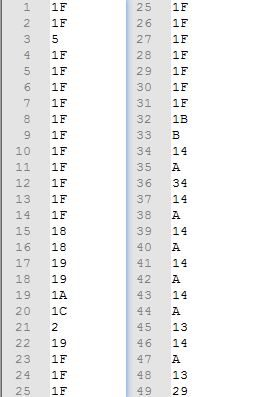 1 1F
2 1F
3 5
4 1F
5 1F
6 1F
7 1F
8 1F
9 1F
10 1F
11 1F
12 1F
13 1F
14 1F
15 18
16 18
17 19
18 19
19 1A
20 1C
21 2
22 19
23 1F
24 1F
25 1F
25 1F
26 1F
27 1F
28 1F
29 1F
30 1F
31 1F
32 1B
33 B
34 14
35 A
36 34
37 14
38 A
39 14
40 A
41 14
42 A
43 14
44 A
45 13
46 14
47 A
48 13
49 29